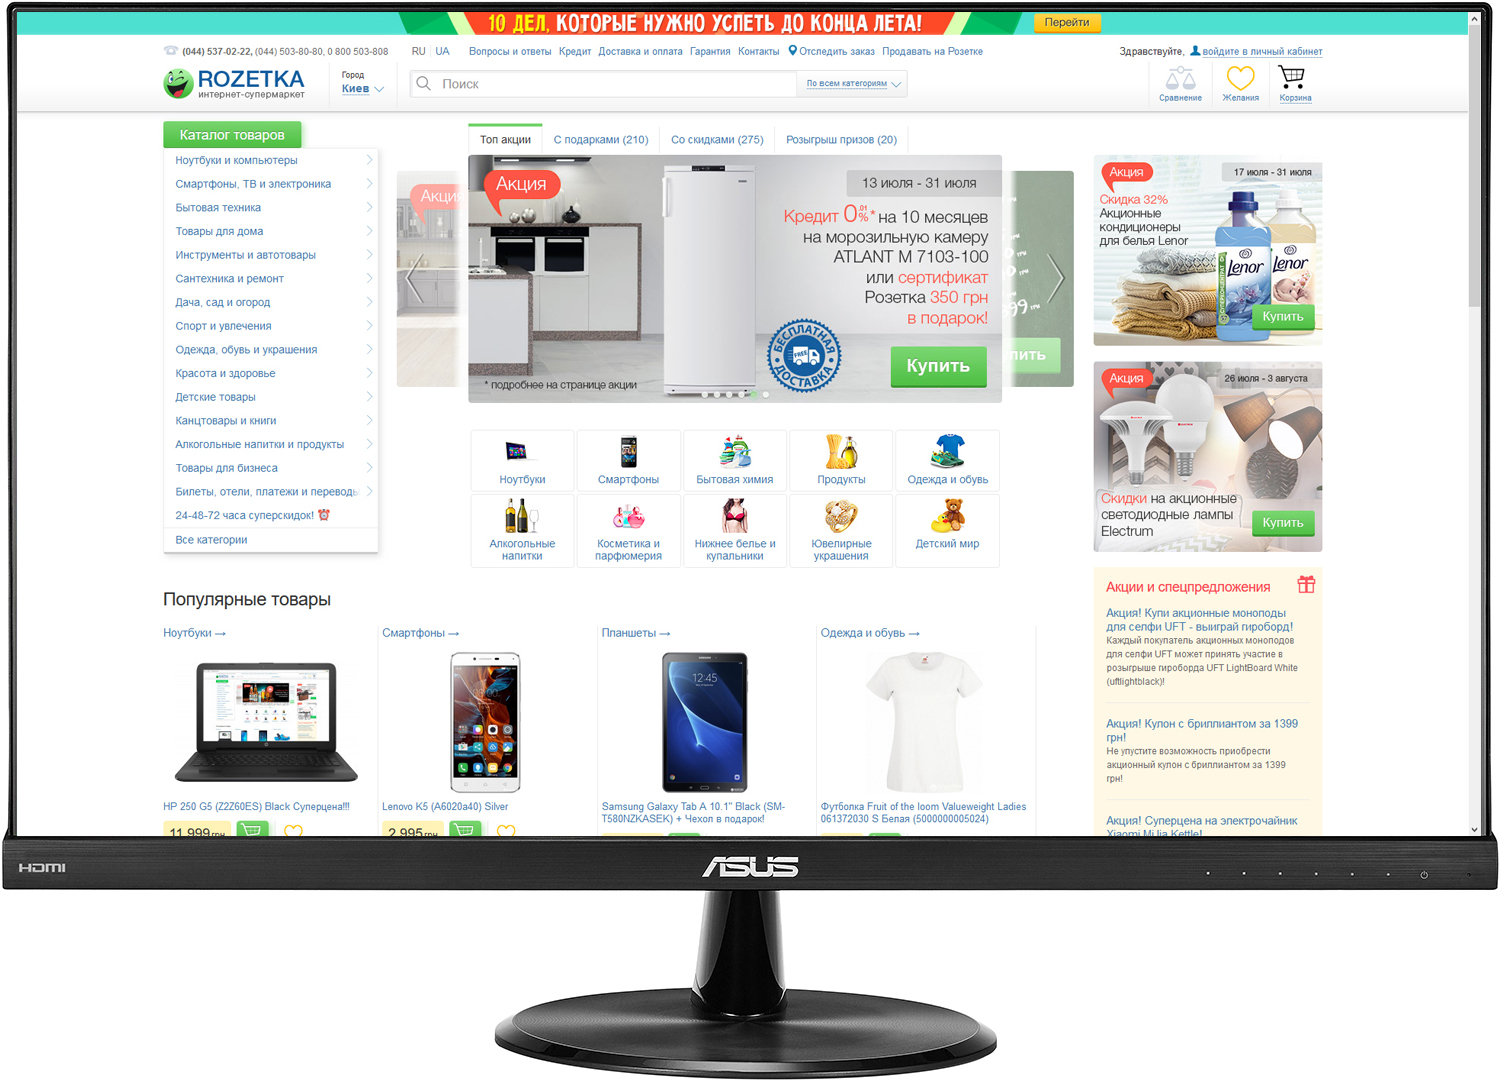 10 ДЕЛ, КОТОРЫЕ НУЖНО УСПЕТЬ ДО КОНЦА ЛЕТА!
Перейти
(044) 537-02-22, (044) 503-80-80, 0 800 503-808
RU UA
Вопросы и ответы Кредит Доставка и оплата Гарантия Контакты Отследить заказ Продавать на Розетке
Здравствуйте, войдите в личный кабинет
ROZETKA
интернет-супермаркет
Город
Киев
Поиск
По всем категориям
Сравнение
Желания
Корзина
Каталог товаров
Ноутбуки и компьютеры
Смартфоны, ТВ и электроника
Бытовая техника
Товары для дома
Инструменты и автотовары
Сантехника и ремонт
Дача, сад и огород
Спорт и увлечения
Одежда, обувь и украшения
Красота и здоровье
Детские товары
Канцтовары и книги
Алкогольные напитки и продукты
Товары для бизнеса
Билеты, отели, платежи и переводы
24-48-72 часа суперскидок!
Все категории
Топ акции
С подарками (210)
Со скидками (275)
Розыгрыш призов (20)
Акция
Акция
13 июля - 31 июля
Кредит 0,01%* на 10 месяцев
на морозильную камеру
ATLANT M 7103-100
или сертификат
Розетка 350 грн
в подарок!
БЕСПЛАТНАЯ
FREE
ДОСТАВКА
Купить
* подробнее на странице акции
Акция
17 июля - 31 июля
Скидка 32%
Акционные
кондиционеры
для белья Lenor
Lenor
Lenor
Купить
Акция
26 июля - 3 августа
Скидки на акционные
светодиодные лампы
Electrum
Купить
Ноутбуки
Смартфоны
Бытовая химия
Продукты
Одежда и обувь
Алкогольные
напитки
Косметика и
парфюмерия
Нижнее белье и
купальники
Ювелирные
украшения
Детский мир
Акции и спецпредложения
Акция! Купи акционные моноподы
для селфи UFT - выиграй гироборд!
Каждый покупатель акционных моноподов
для селфи UFT может принять участие в
розыгрыше гироборда UFT LightBoard White
(uftlightblack)!
Акция! Купон с бриллиантом за 1399
грн!
Не упустите возможность приобрести
акционный купон с бриллиантом за 1399
грн!
Акция! Суперцена на электрочайник
Xiaomi MiJia Kettle!
Популярные товары
Ноутбуки →
Смартфоны →
Планшеты →
Одежда и обувь →
12:45
HP 250 G5 (Z2Z60ES) Black Суперцена!!!
11 999 грн
Lenovo K5 (A6020a40) Silver
2 995 грн
Samsung Galaxy Tab A 10.1" Black (SM-
T580NZKASEK) + Чехол в подарок!
Футболка Fruit of the loom Valueweight Ladies
061372030 S Белая (5000000005024)
HDMI
ASUS